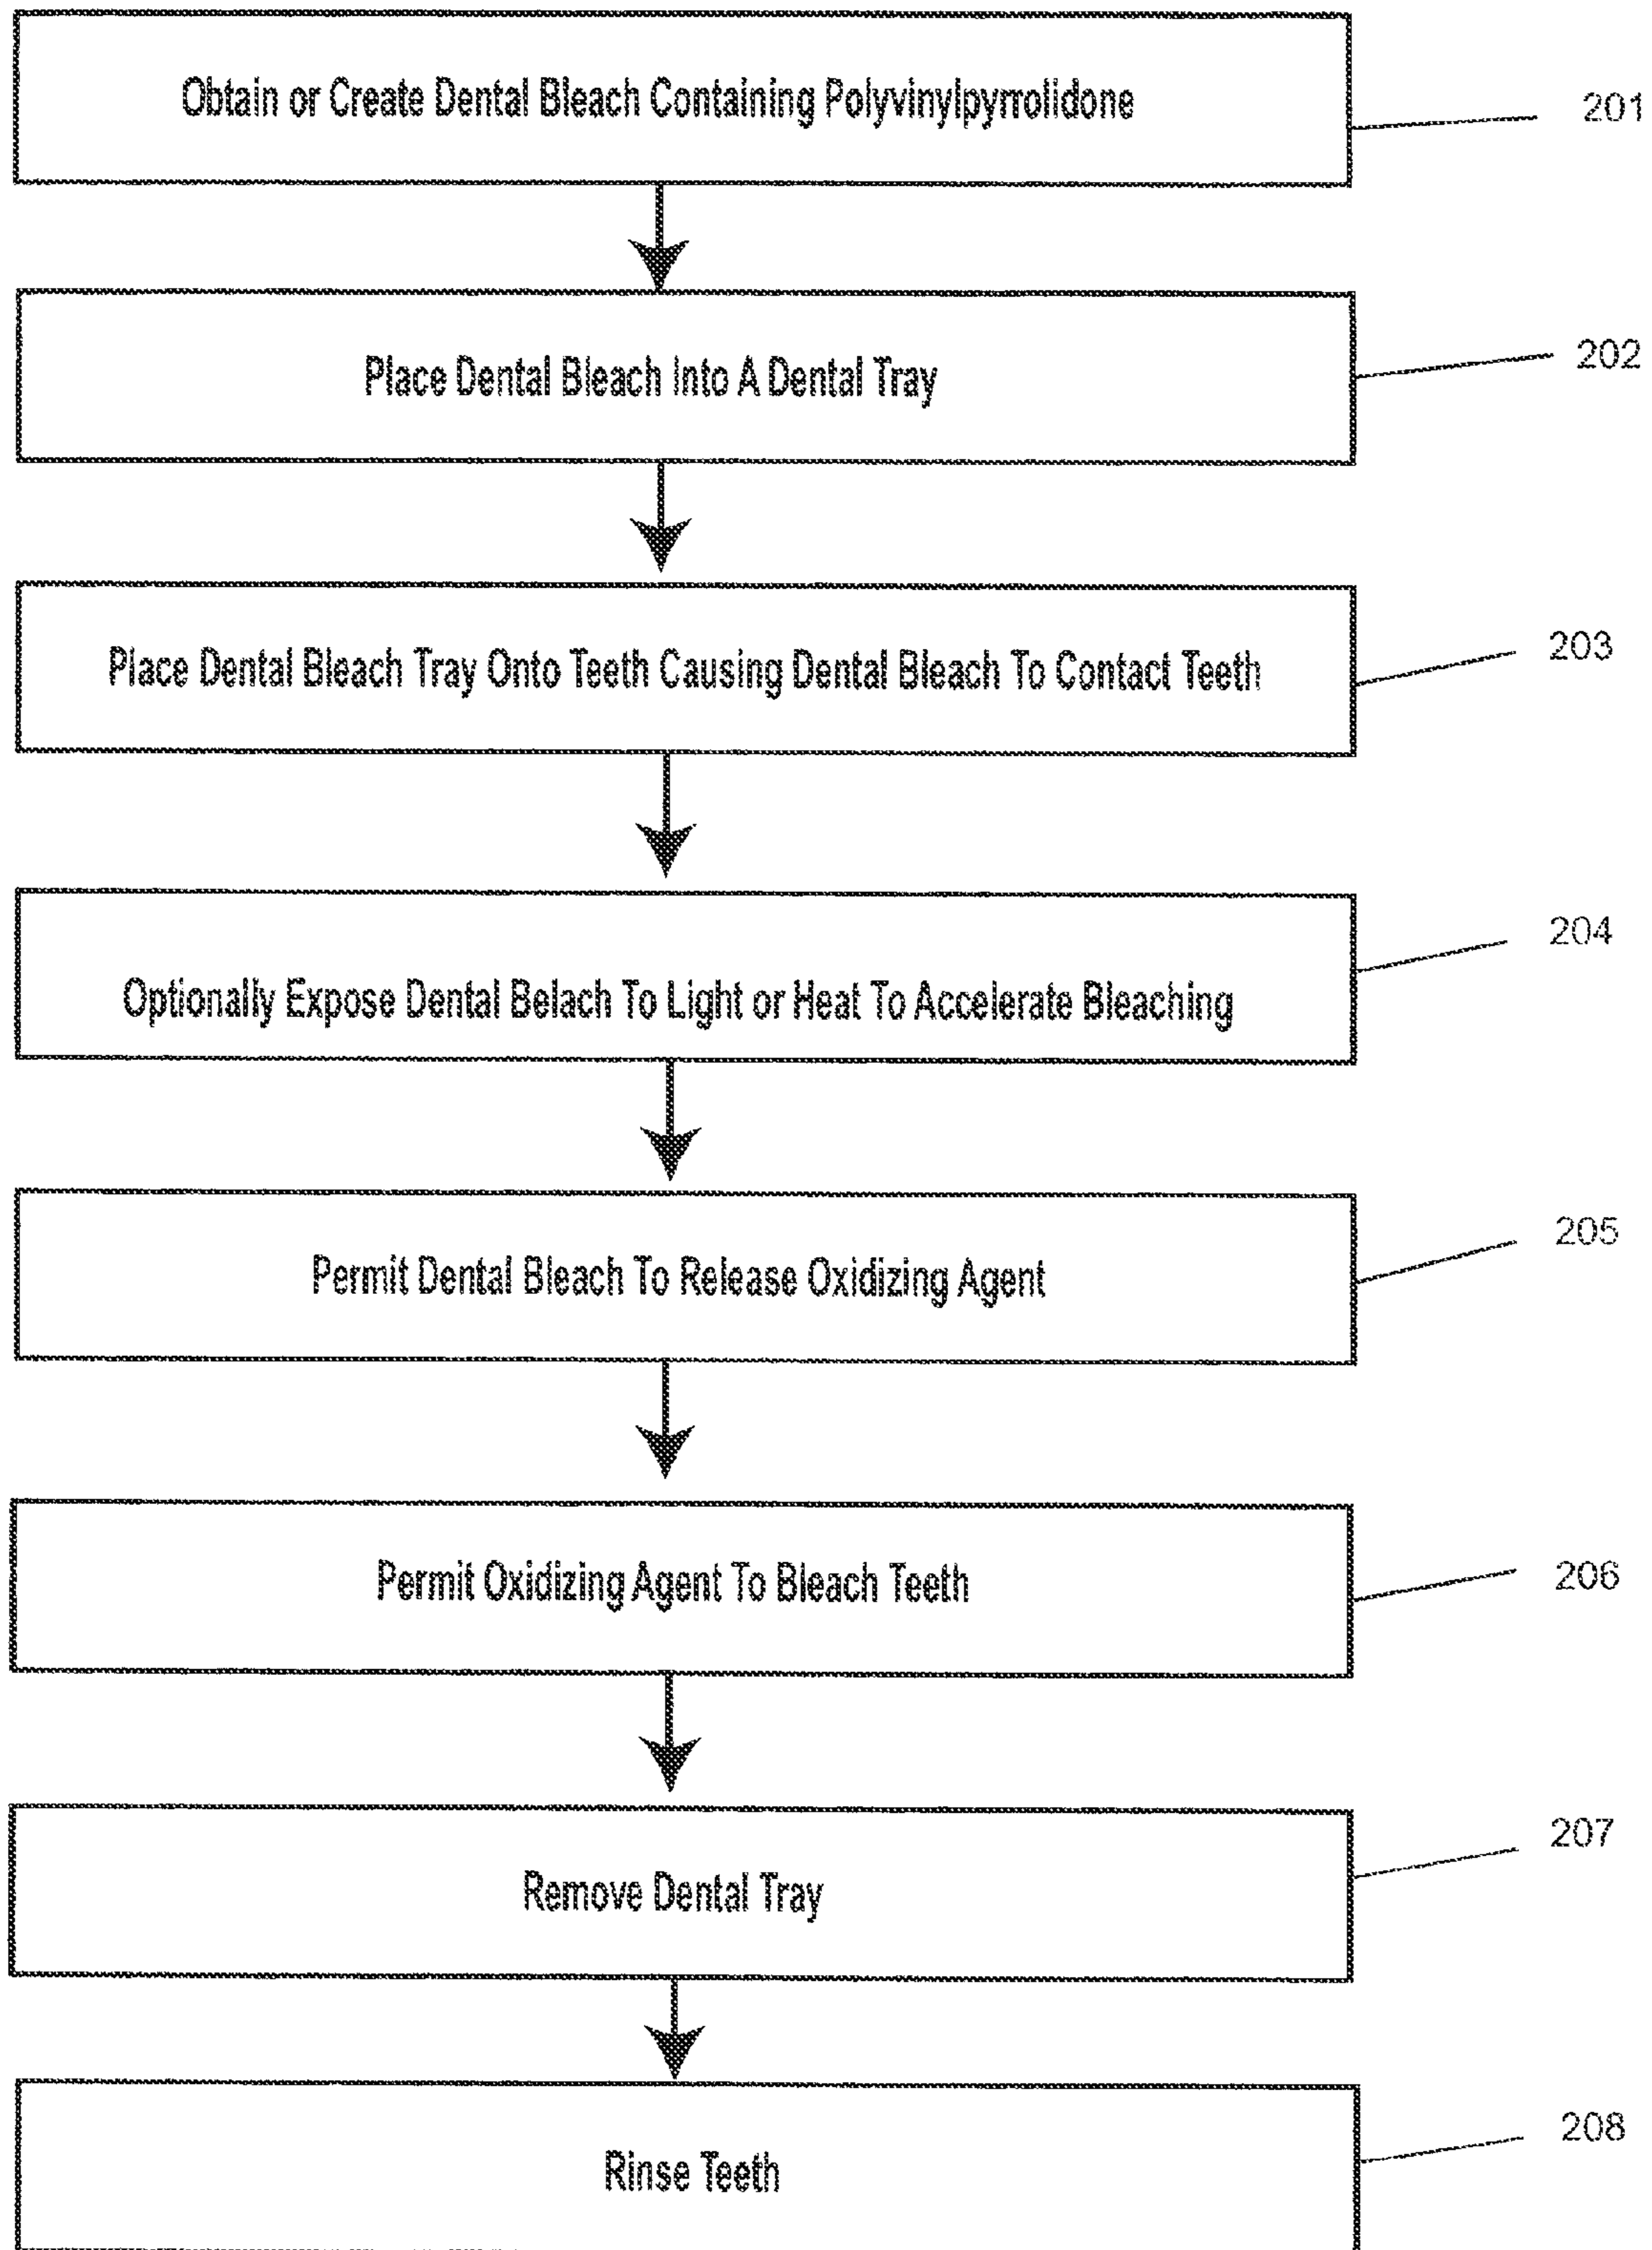 Obtain or Create Dental Bleach Containing Polyvinylpyrrolidone
201
Place Dental Bleach Into A Dental Tray
202
Place Dental Bleach Tray Onto Teeth Causing Dental Bleach To Contact Teeth
203
Optionally Expose Dental Belach To Light or Heat To Accelerate Bleaching
204
Permit Dental Bleach To Release Oxidizing Agent
205
Permit Oxidizing Agent To Bleach Teeth
206
Remove Dental Tray
207
Rinse Teeth
208